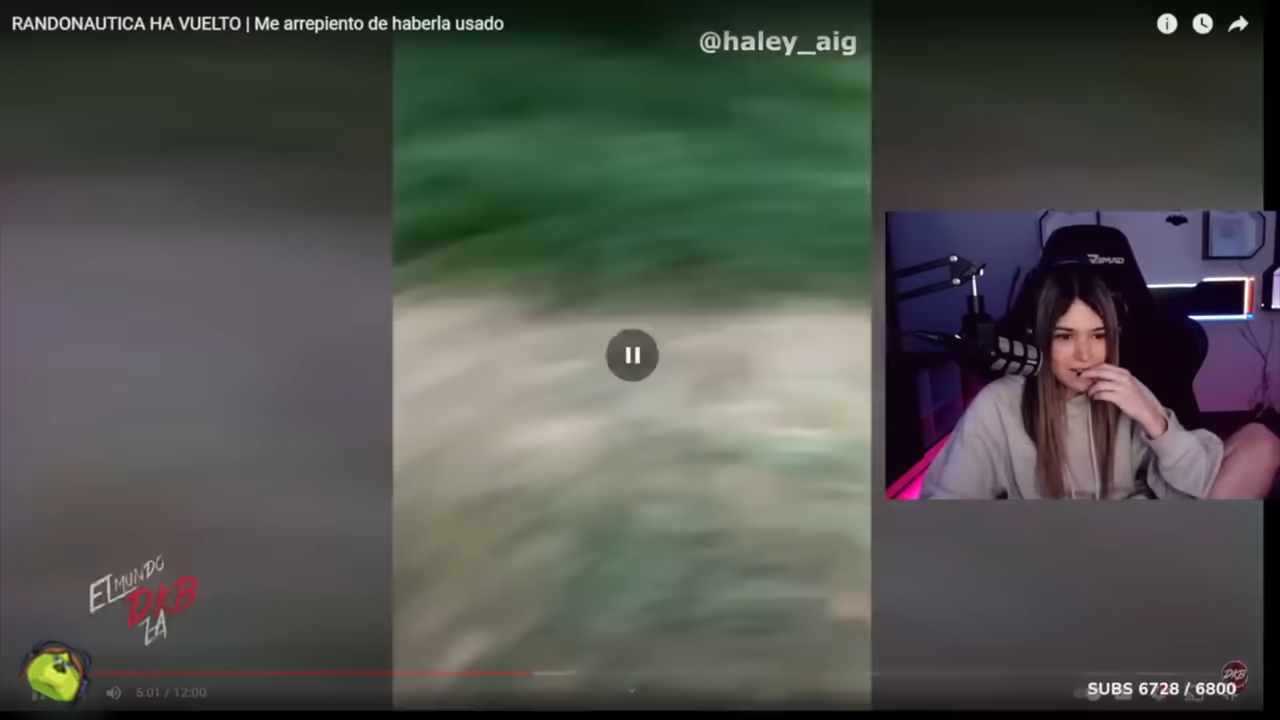 RANDONAUTICA HA VUELTO | Me arrepiento de haberla usado
@haley_aig
EL MUNDO
DKB
ZA
5:01 / 12:00
DKB
SUBS 6728 / 6800